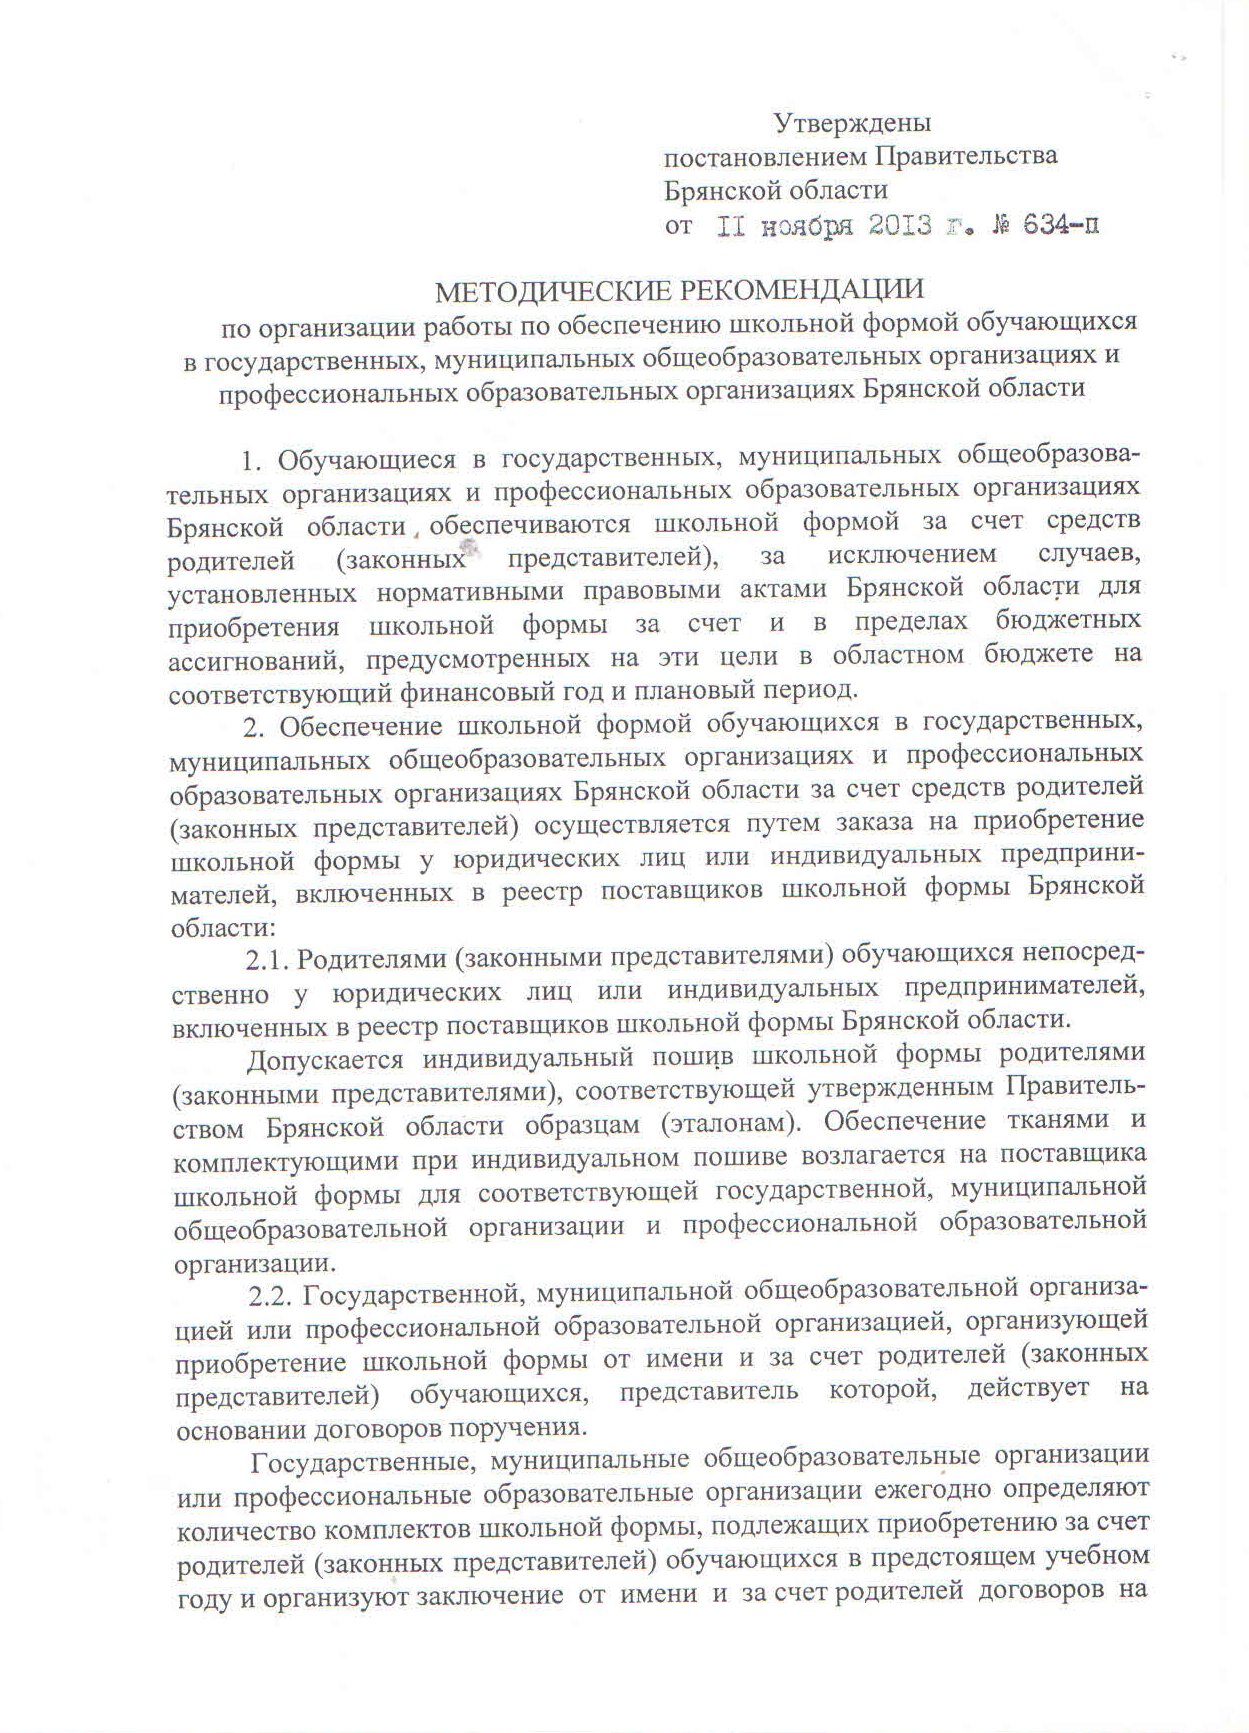 Утверждены
постановлением Правительства
Брянской области
от II ноября 20I3 г. № 634-п
МЕТОДИЧЕСКИЕ РЕКОМЕНДАЦИИ
по организации работы по обеспечению школьной формой обучающихся
в государственных, муниципальных общеобразовательных организациях и
профессиональных образовательных организациях Брянской области
1. Обучающиеся в государственных, муниципальных общеобразова-
тельных организациях и профессиональных образовательных организациях
Брянской области , обеспечиваются школьной формой за счет средств
родителей (законных представителей), за исключением случаев,
установленных нормативными правовыми актами Брянской области для
приобретения школьной формы за счет и в пределах бюджетных
ассигнований, предусмотренных на эти цели в областном бюджете на
соответствующий финансовый год и плановый период.
2. Обеспечение школьной формой обучающихся в государственных,
муниципальных общеобразовательных организациях и профессиональных
образовательных организациях Брянской области за счет средств родителей
(законных представителей) осуществляется путем заказа на приобретение
школьной формы у юридических лиц или индивидуальных предприни-
мателей, включенных в реестр поставщиков школьной формы Брянской
области:
2.1. Родителями (законными представителями) обучающихся непосред-
ственно у юридических лиц или индивидуальных предпринимателей,
включенных в реестр поставщиков школьной формы Брянской области.
Допускается индивидуальный пошив школьной формы родителями
(законными представителями), соответствующей утвержденным Правитель-
ством Брянской области образцам (эталонам). Обеспечение тканями и
комплектующими при индивидуальном пошиве возлагается на поставщика
школьной формы для соответствующей государственной, муниципальной
общеобразовательной организации и профессиональной образовательной
организации.
2.2. Государственной, муниципальной общеобразовательной организа-
цией или профессиональной образовательной организацией, организующей
приобретение школьной формы от имени и за счет родителей (законных
представителей) обучающихся, представитель которой, действует на
основании договоров поручения.
Государственные, муниципальные общеобразовательные организации
или профессиональные образовательные организации ежегодно определяют
количество комплектов школьной формы, подлежащих приобретению за счет
родителей (законных представителей) обучающихся в предстоящем учебном
году и организуют заключение от имени и за счет родителей договоров на